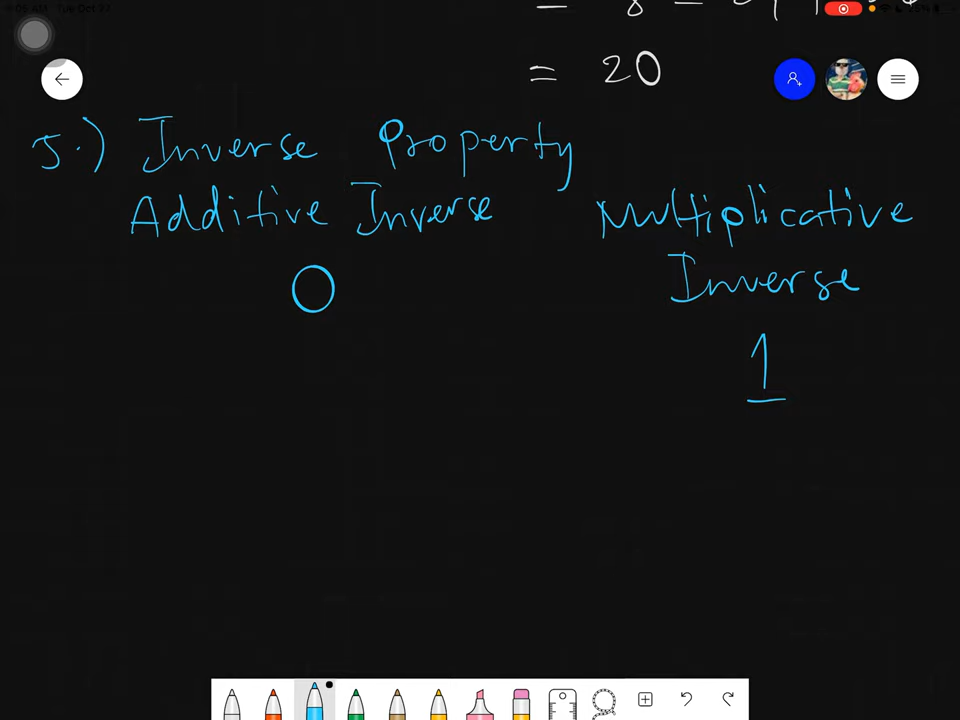 = 20
5.) Inverse Property
Additive Inverse Multiplicative
Inverse
0
1